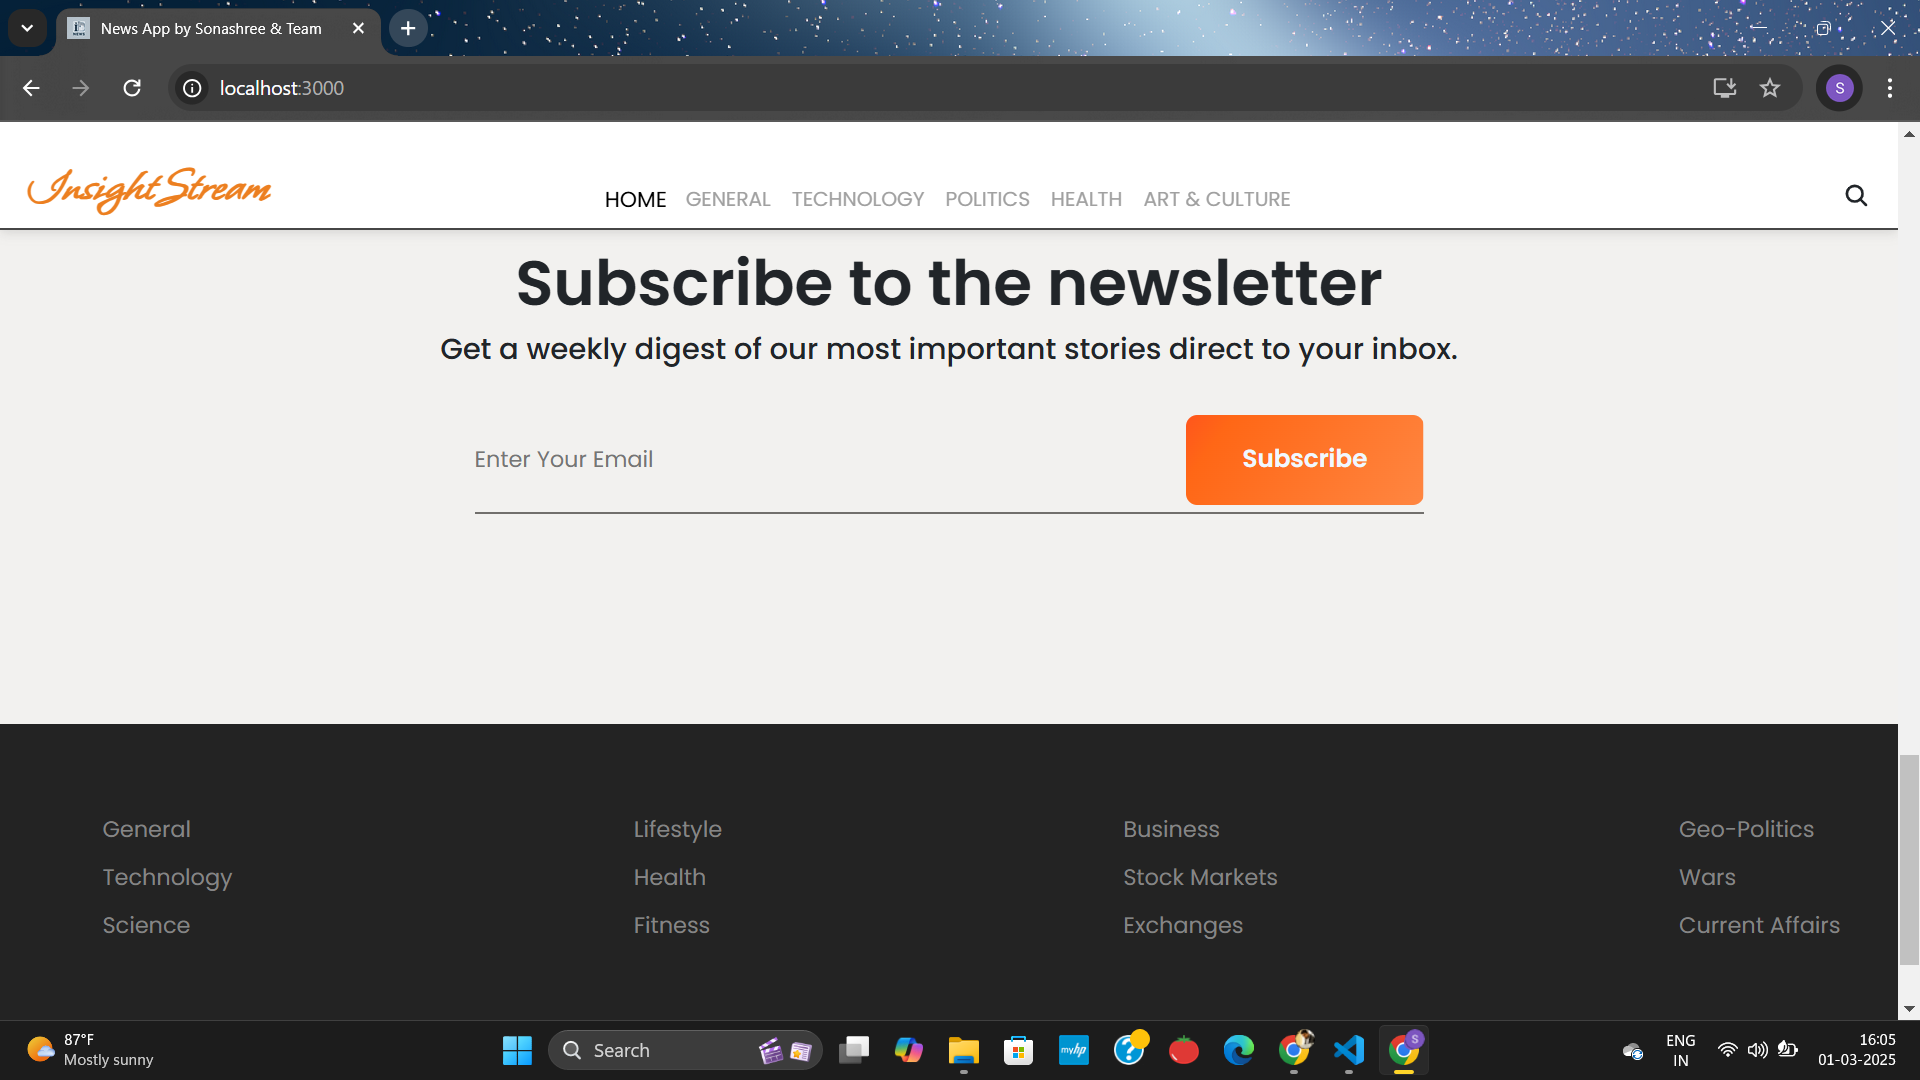 News App by Sonashree & Team
localhost:3000
S
InsightStream
HOME GENERAL TECHNOLOGY POLITICS HEALTH ART & CULTURE
Subscribe to the newsletter
Get a weekly digest of our most important stories direct to your inbox.
Enter Your Email
Subscribe
General
Technology
Science
Lifestyle
Health
Fitness
Business
Stock Markets
Exchanges
Geo-Politics
Wars
Current Affairs
87°F
Mostly sunny
Search
myhp
S
ENG
IN
16:05
01-03-2025